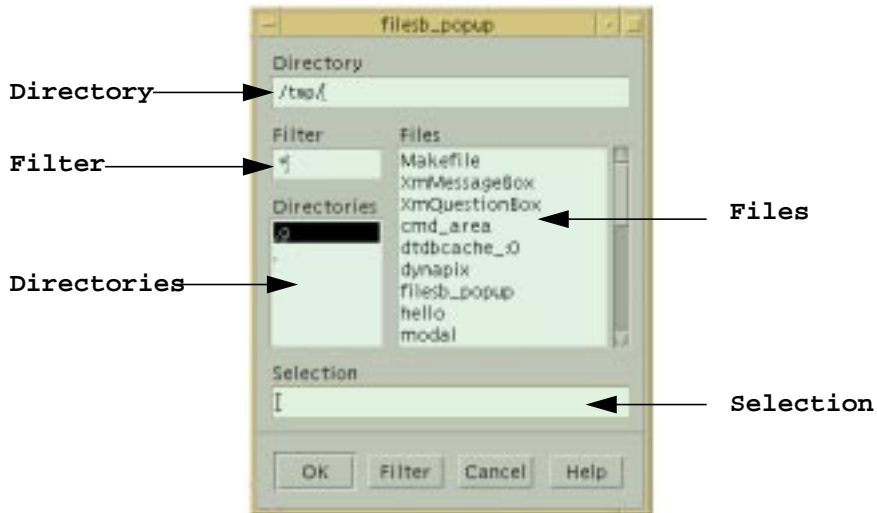 filesb_popup
Directory
Directory
/tmp/
Filter
Files
Filter
*
Makefile
XmMessageBox
XmQuestionBox
Files
Directories
cmd_area
dtdbcache_:0
dynapix
Directories
filesb_popup
hello
modal
Selection
Selection
OK
Filter
Cancel
Help